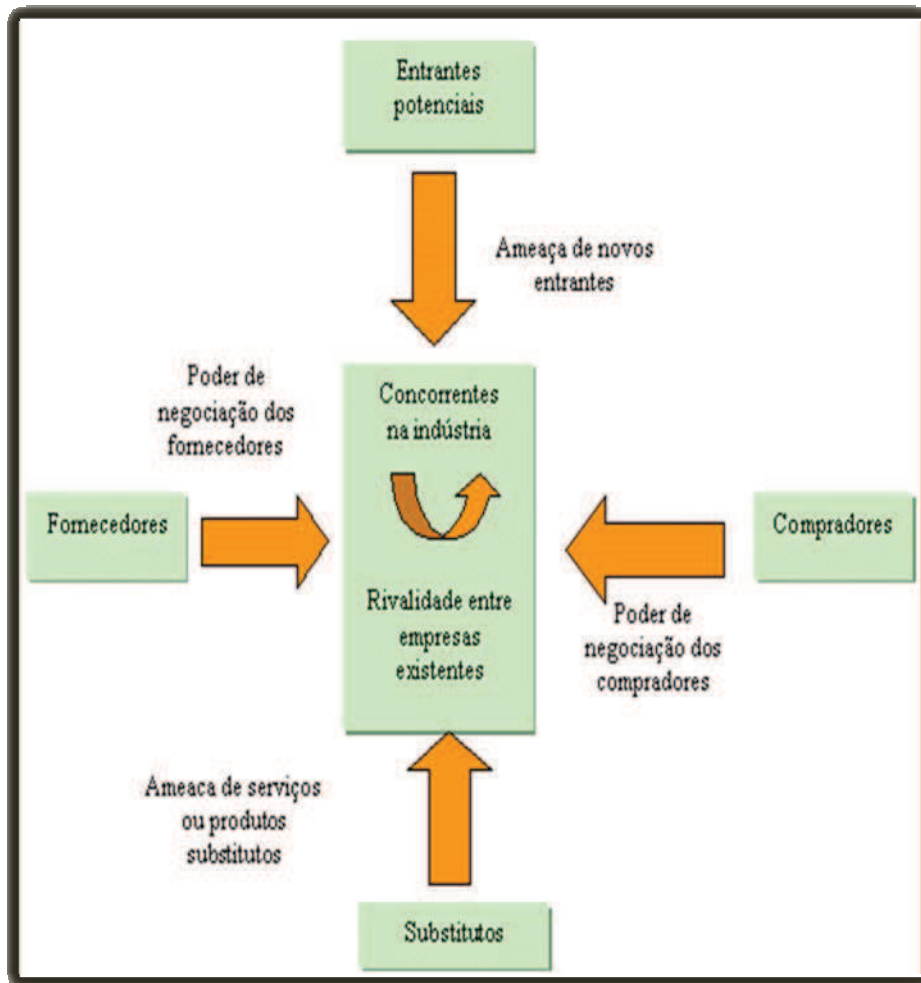 Entrantes
potenciais
Ameaça de novos
entrantes
Poder de
negociação dos
fornecedores
Concorrentes
na indústria
Fornecedores
Compradores
Rivalidade entre
empresas
existentes
Poder de
negociação dos
compradores
Ameaca de serviços
ou produtos
substitutos
Substitutos